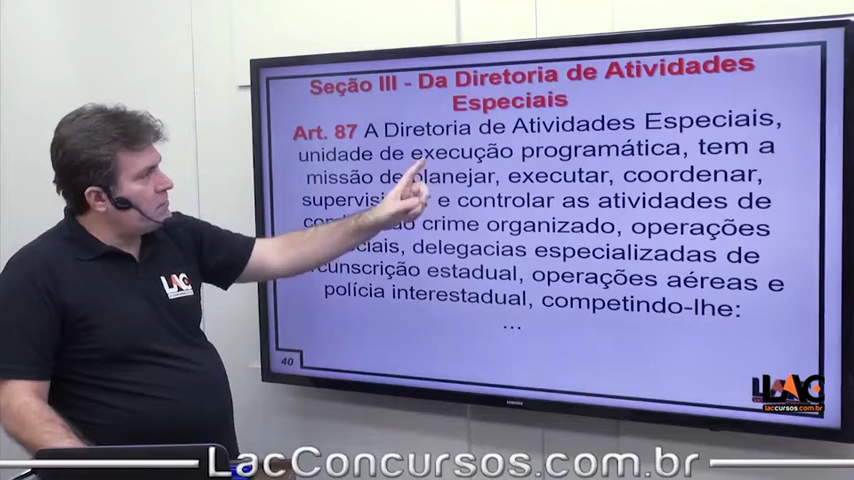 Seção III - Da Diretoria de Atividades
Especiais
Art. 87 A Diretoria de Atividades Especiais,
unidade de execução programática, tem a
missão de planejar, executar, coordenar,
e controlar as atividades de
crime organizado, operações
delegacias especializadas de
estadual, operações aéreas e
polícia interestadual, competindo-lhe:
...
40
LAC
LAC
laccursos.com.br
SAMSUNG
LacConcursos.com.br